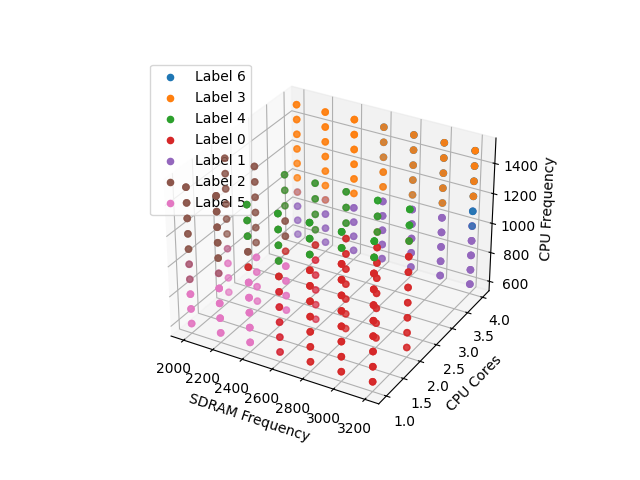 Label 6
Label 3
Label 4
Label 0
Label 1
Label 2
Label 5
1400
1200
1000
800
600
CPU Frequency
4.0
3.5
3.0
2.5
2.0
1.5
1.0
CPU Cores
2000
2200
2400
2600
2800
3000
3200
SDRAM Frequency